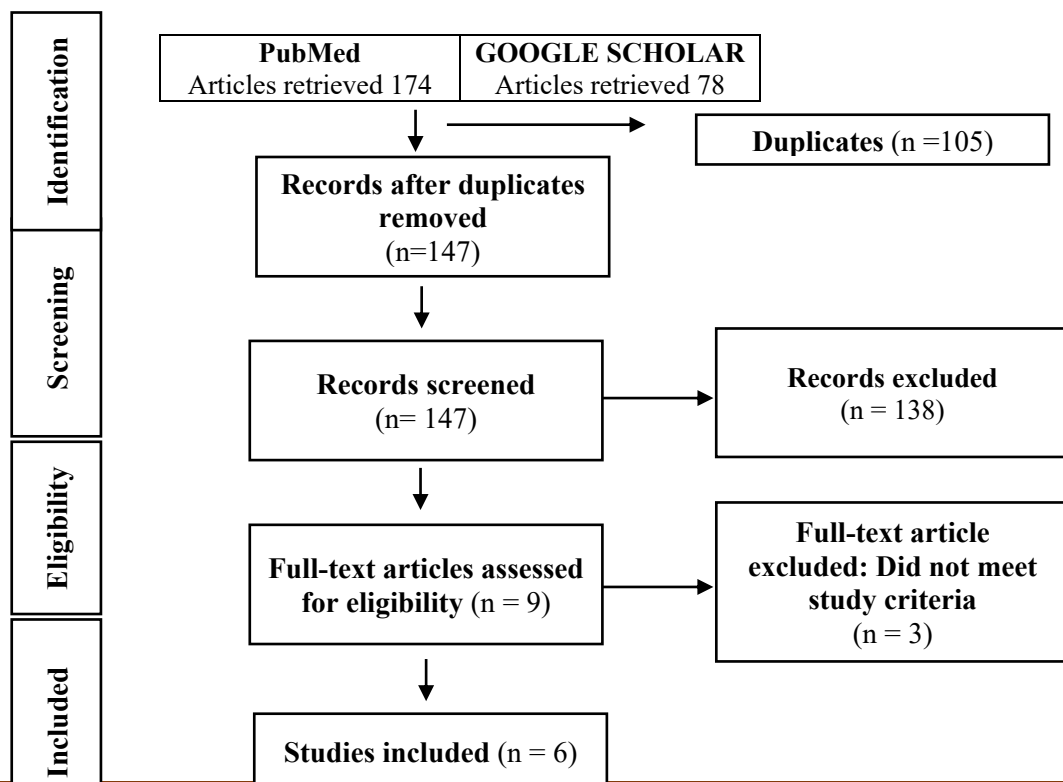 Identification
PubMed
Articles retrieved 174
GOOGLE SCHOLAR
Articles retrieved 78
Duplicates (n =105)
Records after duplicates
removed
(n=147)
Screening
Records screened
(n= 147)
Records excluded
(n = 138)
Eligibility
Full-text articles assessed
for eligibility (n = 9)
Full-text article
excluded: Did not meet
study criteria
(n = 3)
Included
Studies included (n = 6)